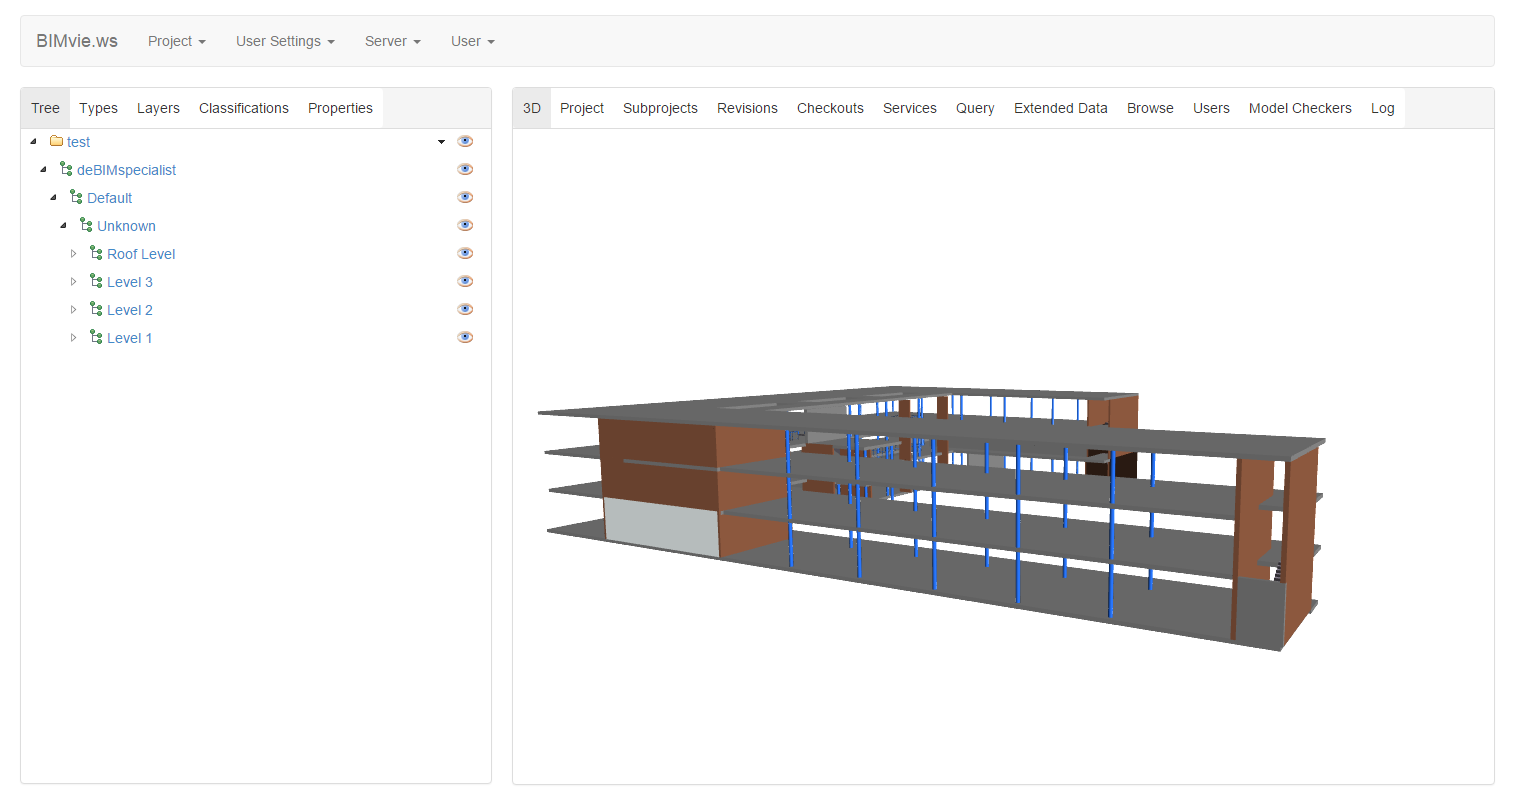 BIMvie.ws Project User Settings Server User
Tree Types Layers Classifications Properties
test
deBIMspecialist
Default
Unknown
Roof Level
Level 3
Level 2
Level 1
3D Project Subprojects Revisions Checkouts Services Query Extended Data Browse Users Model Checkers Log